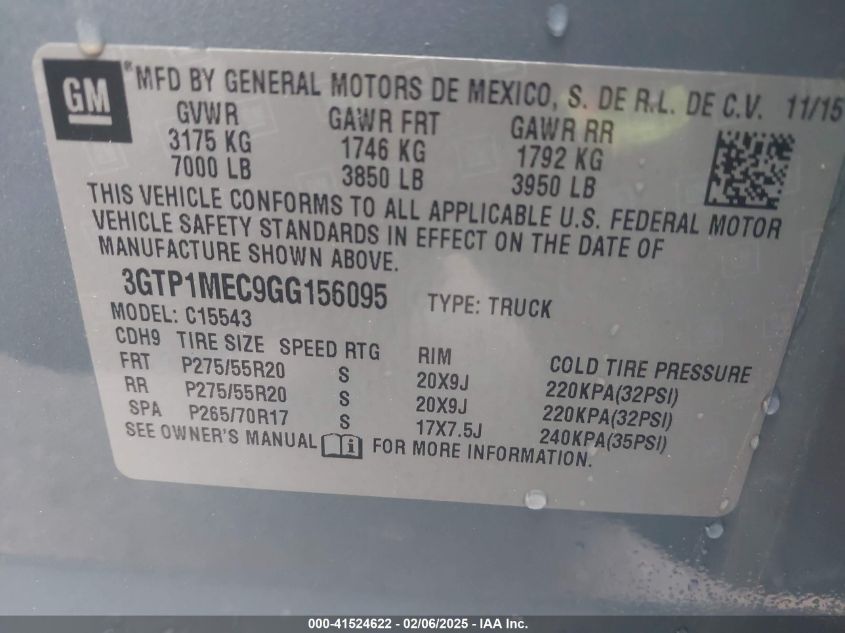 GM
® MFD BY GENERAL MOTORS DE MEXICO, S. DE R.L. DE C.V. 11/15
GVWR GAWR FRT GAWR RR
3175 KG 1746 KG 1792 KG
7000 LB 3850 LB 3950 LB
THIS VEHICLE CONFORMS TO ALL APPLICABLE U.S. FEDERAL MOTOR
VEHICLE SAFETY STANDARDS IN EFFECT ON THE DATE OF
MANUFACTURE SHOWN ABOVE.
3GTP1MEC9GG156095 TYPE: TRUCK
MODEL: C15543
CDH9 TIRE SIZE SPEED RTG RIM COLD TIRE PRESSURE
FRT P275/55R20 S 20X9J 220KPA(32PSI)
RR P275/55R20 S 20X9J 220KPA(32PSI)
SPA P265/70R17 S 17X7.5J 240KPA(35PSI)
SEE OWNER'S MANUAL i FOR MORE INFORMATION.
000-41524622 - 02/06/2025 - IAA Inc.